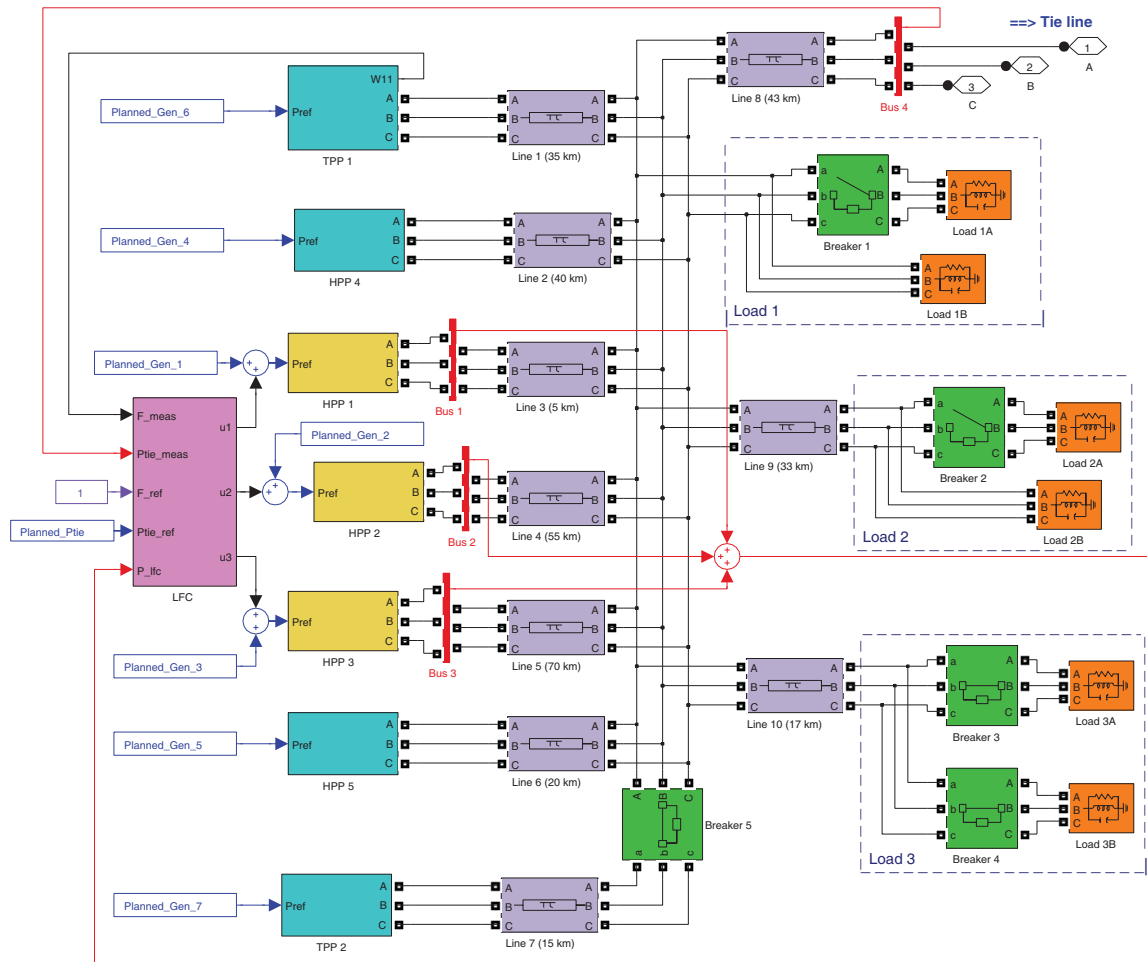 ==> Tie line
1
A
2
B
3
C
Bus 4
A
B
C
A
B
C
Line 8 (43 km)
Planned_Gen_6
Pref
W11
A
B
C
TPP 1
A
B
C
A
B
C
Line 1 (35 km)
Planned_Gen_4
Pref
A
B
C
HPP 4
A
B
C
A
B
C
Line 2 (40 km)
a
b
c
A
B
C
Breaker 1
A
B
C
Load 1A
A
B
C
Load 1B
Load 1
Planned_Gen_1
+
+
Pref
A
B
C
HPP 1
Bus 1
A
B
C
A
B
C
Line 3 (5 km)
F_meas
Ptie_meas
F_ref
Ptie_ref
P_lfc
u1
u2
u3
LFC
1
Planned_Ptie
Planned_Gen_2
+
+
Pref
A
B
C
HPP 2
Bus 2
A
B
C
A
B
C
Line 4 (55 km)
A
B
C
A
B
C
Line 9 (33 km)
a
b
c
A
B
C
Breaker 2
A
B
C
Load 2A
A
B
C
Load 2B
Load 2
+
+
+
+
Pref
A
B
C
HPP 3
Bus 3
A
B
C
A
B
C
Line 5 (70 km)
Planned_Gen_3
A
B
C
A
B
C
Line 10 (17 km)
a
b
c
A
B
C
Breaker 3
A
B
C
Load 3A
a
b
c
A
B
C
Breaker 4
A
B
C
Load 3B
Load 3
Planned_Gen_5
Pref
A
B
C
HPP 5
A
B
C
A
B
C
Line 6 (20 km)
A
B
C
a
b
c
Breaker 5
Planned_Gen_7
Pref
A
B
C
TPP 2
A
B
C
A
B
C
Line 7 (15 km)